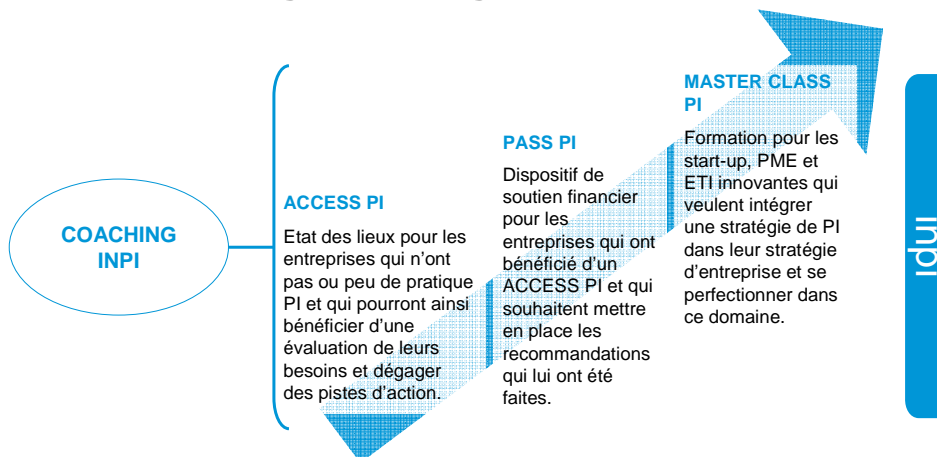 COACHING
INPI
ACCESS PI
Etat des lieux pour les
entreprises qui n’ont
pas ou peu de pratique
PI et qui pourront ainsi
bénéficier d’une
évaluation de leurs
besoins et dégager
des pistes d’action.
PASS PI
Dispositif de
soutien financier
pour les
entreprises qui ont
bénéficié d’un
ACCESS PI et qui
souhaitent mettre
en place les
recommandations
qui lui ont été
faites.
MASTER CLASS
PI
Formation pour les
start-up, PME et
ETI innovantes qui
veulent intégrer
une stratégie de PI
dans leur stratégie
d’entreprise et se
perfectionner dans
ce domaine.
inpi